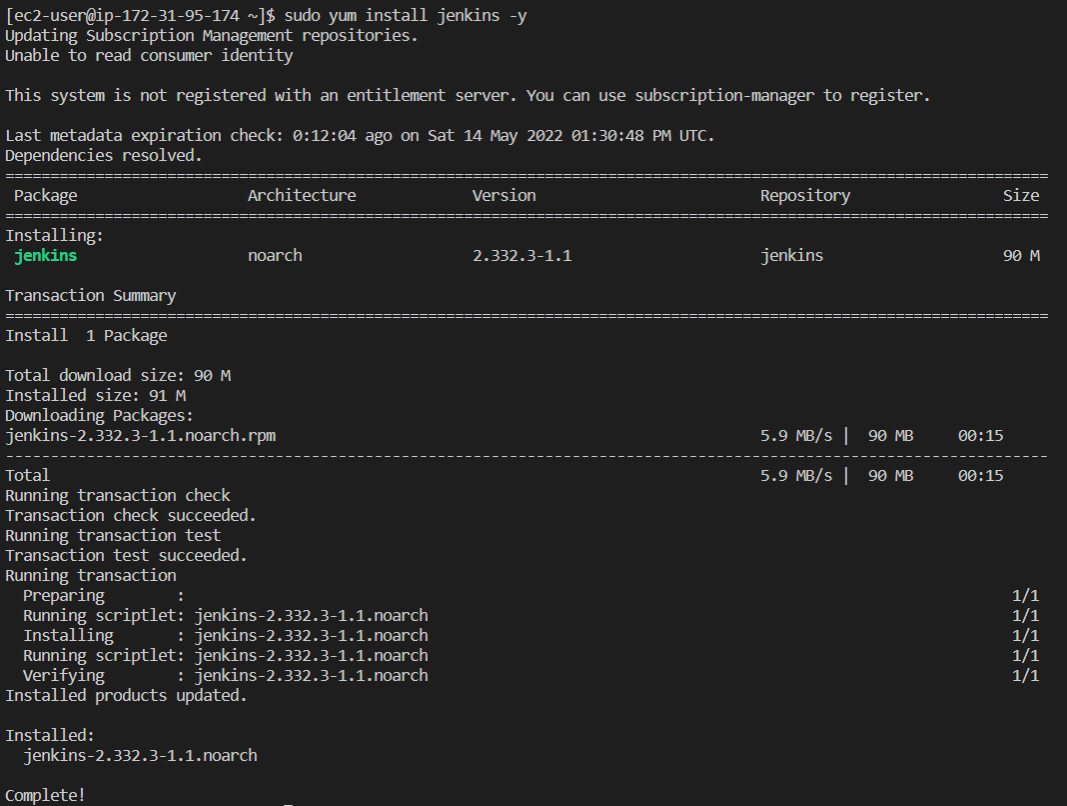 [ec2-user@ip-172-31-95-174 ~]$ sudo yum install jenkins -y
Updating Subscription Management repositories.
Unable to read consumer identity
This system is not registered with an entitlement server. You can use subscription-manager to register.
Last metadata expiration check: 0:12:04 ago on Sat 14 May 2022 01:30:48 PM UTC.
Dependencies resolved.
================================================================================
Package Architecture Version Repository Size
================================================================================
Installing:
jenkins noarch 2.332.3-1.1 jenkins 90 M
Transaction Summary
================================================================================
Install 1 Package
Total download size: 90 M
Installed size: 91 M
Downloading Packages:
jenkins-2.332.3-1.1.noarch.rpm 5.9 MB/s | 90 MB 00:15
--------------------------------------------------------------------------------
Total 5.9 MB/s | 90 MB 00:15
Running transaction check
Transaction check succeeded.
Running transaction test
Transaction test succeeded.
Running transaction
Preparing : 1/1
Running scriptlet: jenkins-2.332.3-1.1.noarch 1/1
Installing : jenkins-2.332.3-1.1.noarch 1/1
Running scriptlet: jenkins-2.332.3-1.1.noarch 1/1
Verifying : jenkins-2.332.3-1.1.noarch 1/1
Installed products updated.
Installed:
jenkins-2.332.3-1.1.noarch
Complete!